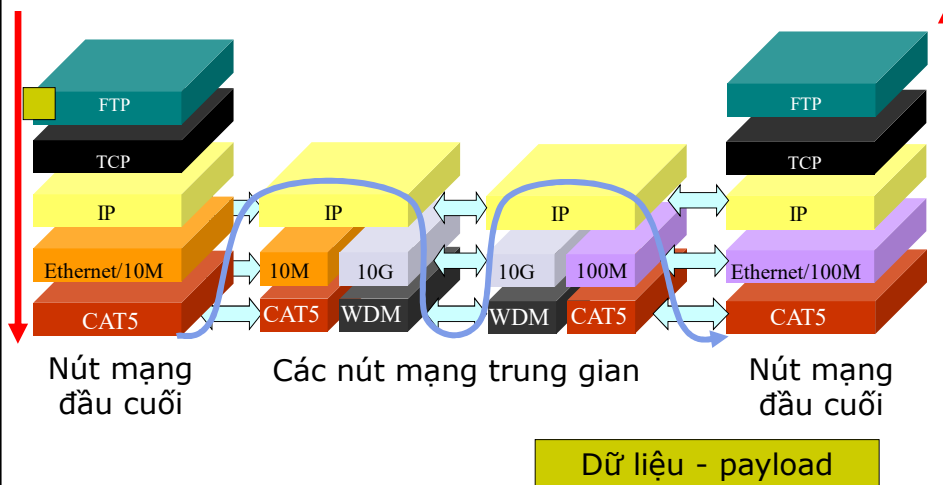 FTP
TCP
IP
Ethernet/10M
CAT5
IP
10M
10G
CAT5
WDM
IP
10G
100M
WDM
CAT5
FTP
TCP
IP
Ethernet/100M
CAT5
Nút mạng
đầu cuối
Các nút mạng trung gian
Nút mạng
đầu cuối
Dữ liệu - payload